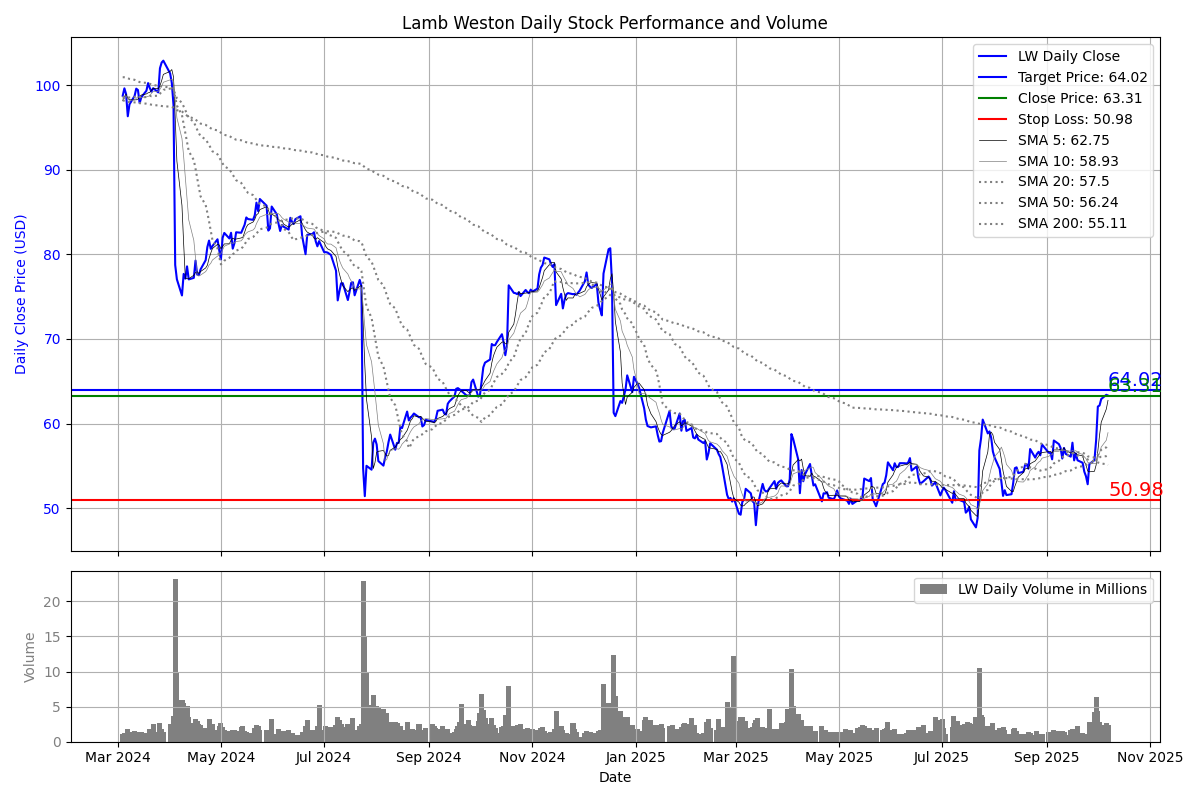 Lamb Weston Daily Stock Performance and Volume
Daily Close Price (USD)
100
90
80
70
60
50
LW Daily Close
Target Price: 64.02
Close Price: 63.31
Stop Loss: 50.98
SMA 5: 62.75
SMA 10: 58.93
SMA 20: 57.5
SMA 50: 56.24
SMA 200: 55.11
64.02
63.31
50.98
Volume
20
15
10
5
0
LW Daily Volume in Millions
Mar 2024 May 2024 Jul 2024 Sep 2024 Nov 2024 Jan 2025 Mar 2025 May 2025 Jul 2025 Sep 2025 Nov 2025
Date